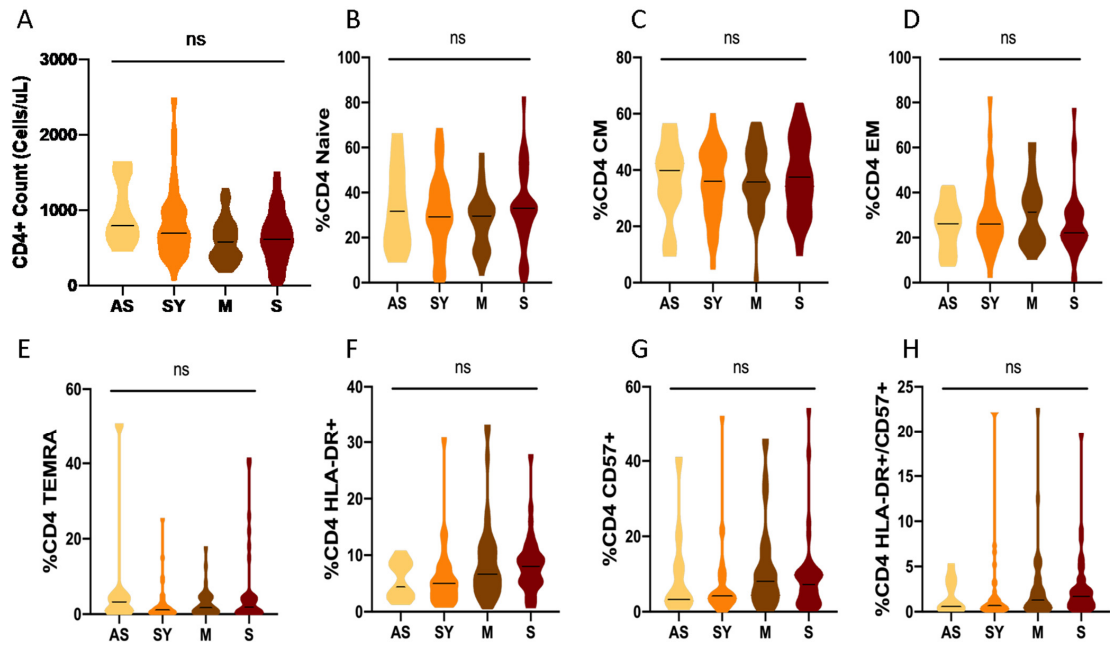 A
ns
CD4+ Count (Cells/uL)
3000
2000
1000
0
AS SY M S
B
ns
%CD4 Naive
100
80
60
40
20
0
AS SY M S
C
ns
%CD4 CM
80
60
40
20
0
AS SY M S
D
ns
%CD4 EM
100
80
60
40
20
0
AS SY M S
E
ns
%CD4 TEMRA
60
40
20
0
AS SY M S
F
ns
%CD4 HLA-DR+
40
30
20
10
0
AS SY M S
G
ns
%CD4 CD57+
60
40
20
0
AS SY M S
H
ns
%CD4 HLA-DR+/CD57+
25
20
15
10
5
0
AS SY M S